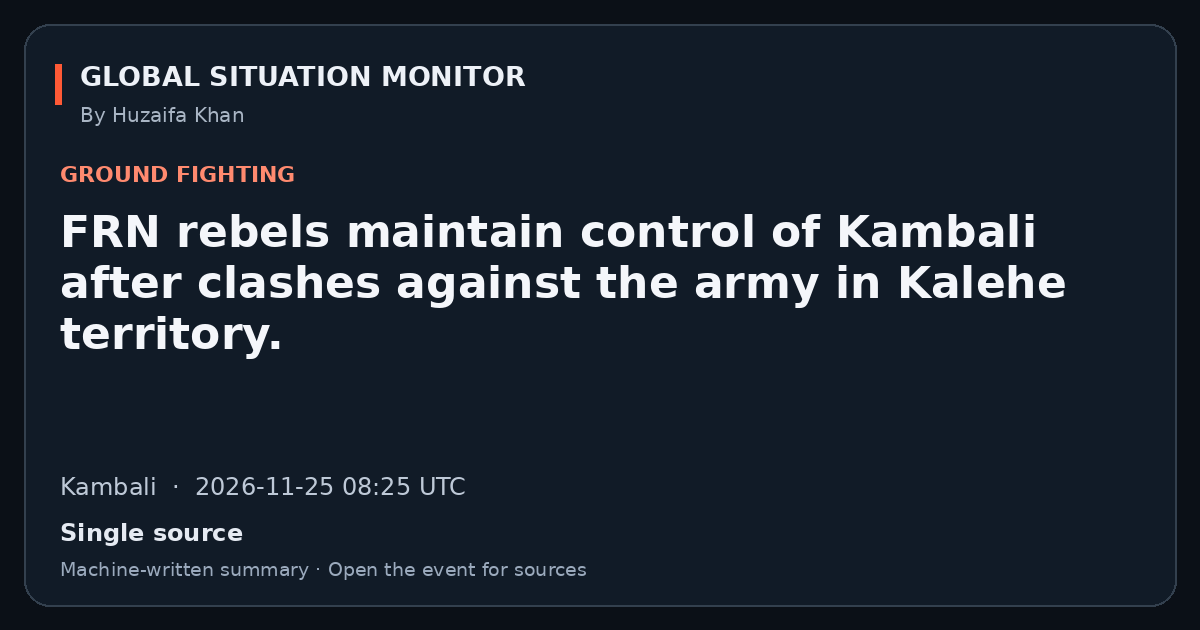 GLOBAL SITUATION MONITOR
By Huzaifa Khan
GROUND FIGHTING
FRN rebels maintain control of Kambali
after clashes against the army in Kalehe
territory.
Kambali · 2026-11-25 08:25 UTC
Single source
Machine-written summary · Open the event for sources